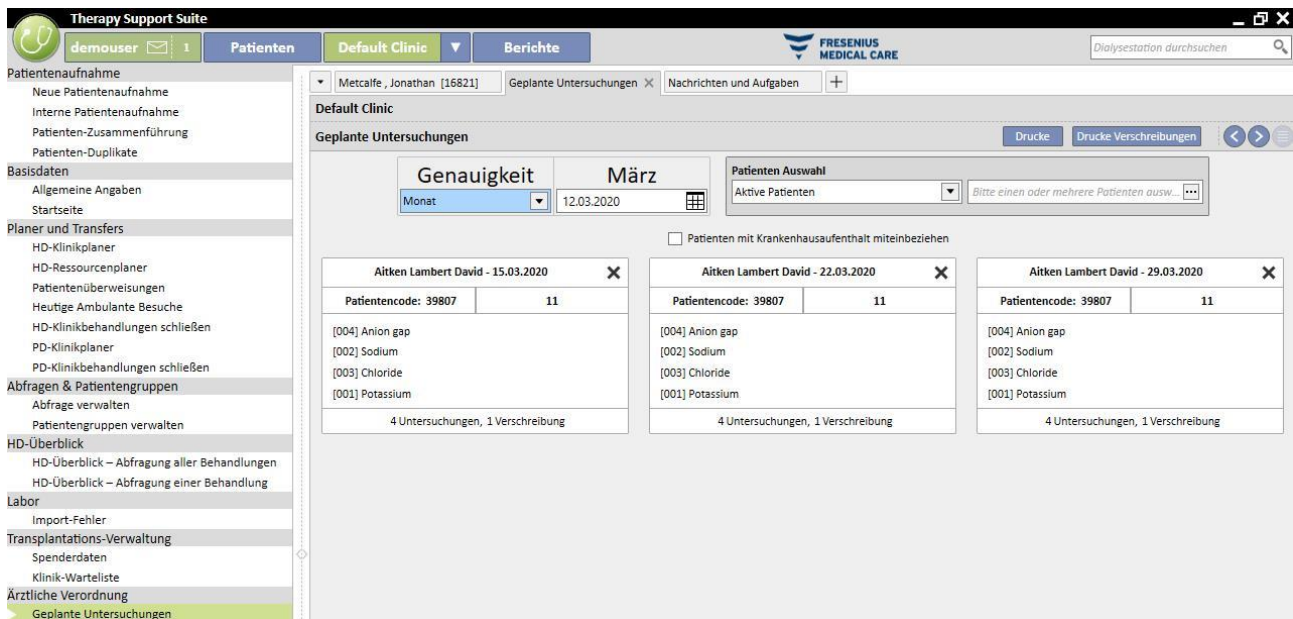 Therapy Support Suite
demouser 1 Patienten Default Clinic Berichte FRESENIUS MEDICAL CARE Dialysestation durchsuchen
Patientenaufnahme
Neue Patientenaufnahme
Interne Patientenaufnahme
Patienten-Zusammenführung
Patienten-Duplikate
Basisdaten
Allgemeine Angaben
Startseite
Planer und Transfers
HD-Klinikplaner
HD-Ressourcenplaner
Patientenüberweisungen
Heutige Ambulante Besuche
HD-Klinikbehandlungen schließen
PD-Klinikplaner
PD-Klinikbehandlungen schließen
Abfragen & Patientengruppen
Abfrage verwalten
Patientengruppen verwalten
HD-Überblick
HD-Überblick – Abfragung aller Behandlungen
HD-Überblick – Abfragung einer Behandlung
Labor
Import-Fehler
Transplantations-Verwaltung
Spenderdaten
Klinik-Warteliste
Ärztliche Verordnung
Geplante Untersuchungen
Metcalfe , Jonathan [16821] Geplante Untersuchungen Nachrichten und Aufgaben
Default Clinic
Geplante Untersuchungen Drucke Drucke Verschreibungen
Genauigkeit März
Monat 12.03.2020
Patienten Auswahl
Aktive Patienten Bitte einen oder mehrere Patienten ausw...
Patienten mit Krankenhausaufenthalt miteinbeziehen
Aitken Lambert David - 15.03.2020
Patientencode: 39807 11
[004] Anion gap
[002] Sodium
[003] Chloride
[001] Potassium
4 Untersuchungen, 1 Verschreibung
Aitken Lambert David - 22.03.2020
Patientencode: 39807 11
[004] Anion gap
[002] Sodium
[003] Chloride
[001] Potassium
4 Untersuchungen, 1 Verschreibung
Aitken Lambert David - 29.03.2020
Patientencode: 39807 11
[004] Anion gap
[002] Sodium
[003] Chloride
[001] Potassium
4 Untersuchungen, 1 Verschreibung